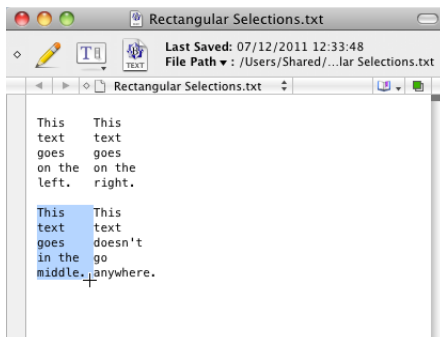 Rectangular Selections.txt
Last Saved: 07/12/2011 12:33:48
File Path ▾ : /Users/Shared/...lar Selections.txt
T
TEXT
Rectangular Selections.txt
This    This
text    text
goes    goes
on the  on the
left.   right.
This    This
text    text
goes    doesn't
in the  go
middle. anywhere.